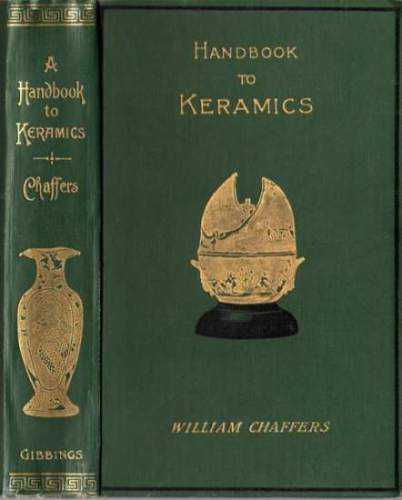 A
Handbook
to
KERAMICS
Chaffers
GIBBINGS
HANDBOOK
TO
KERAMICS
WILLIAM CHAFFERS